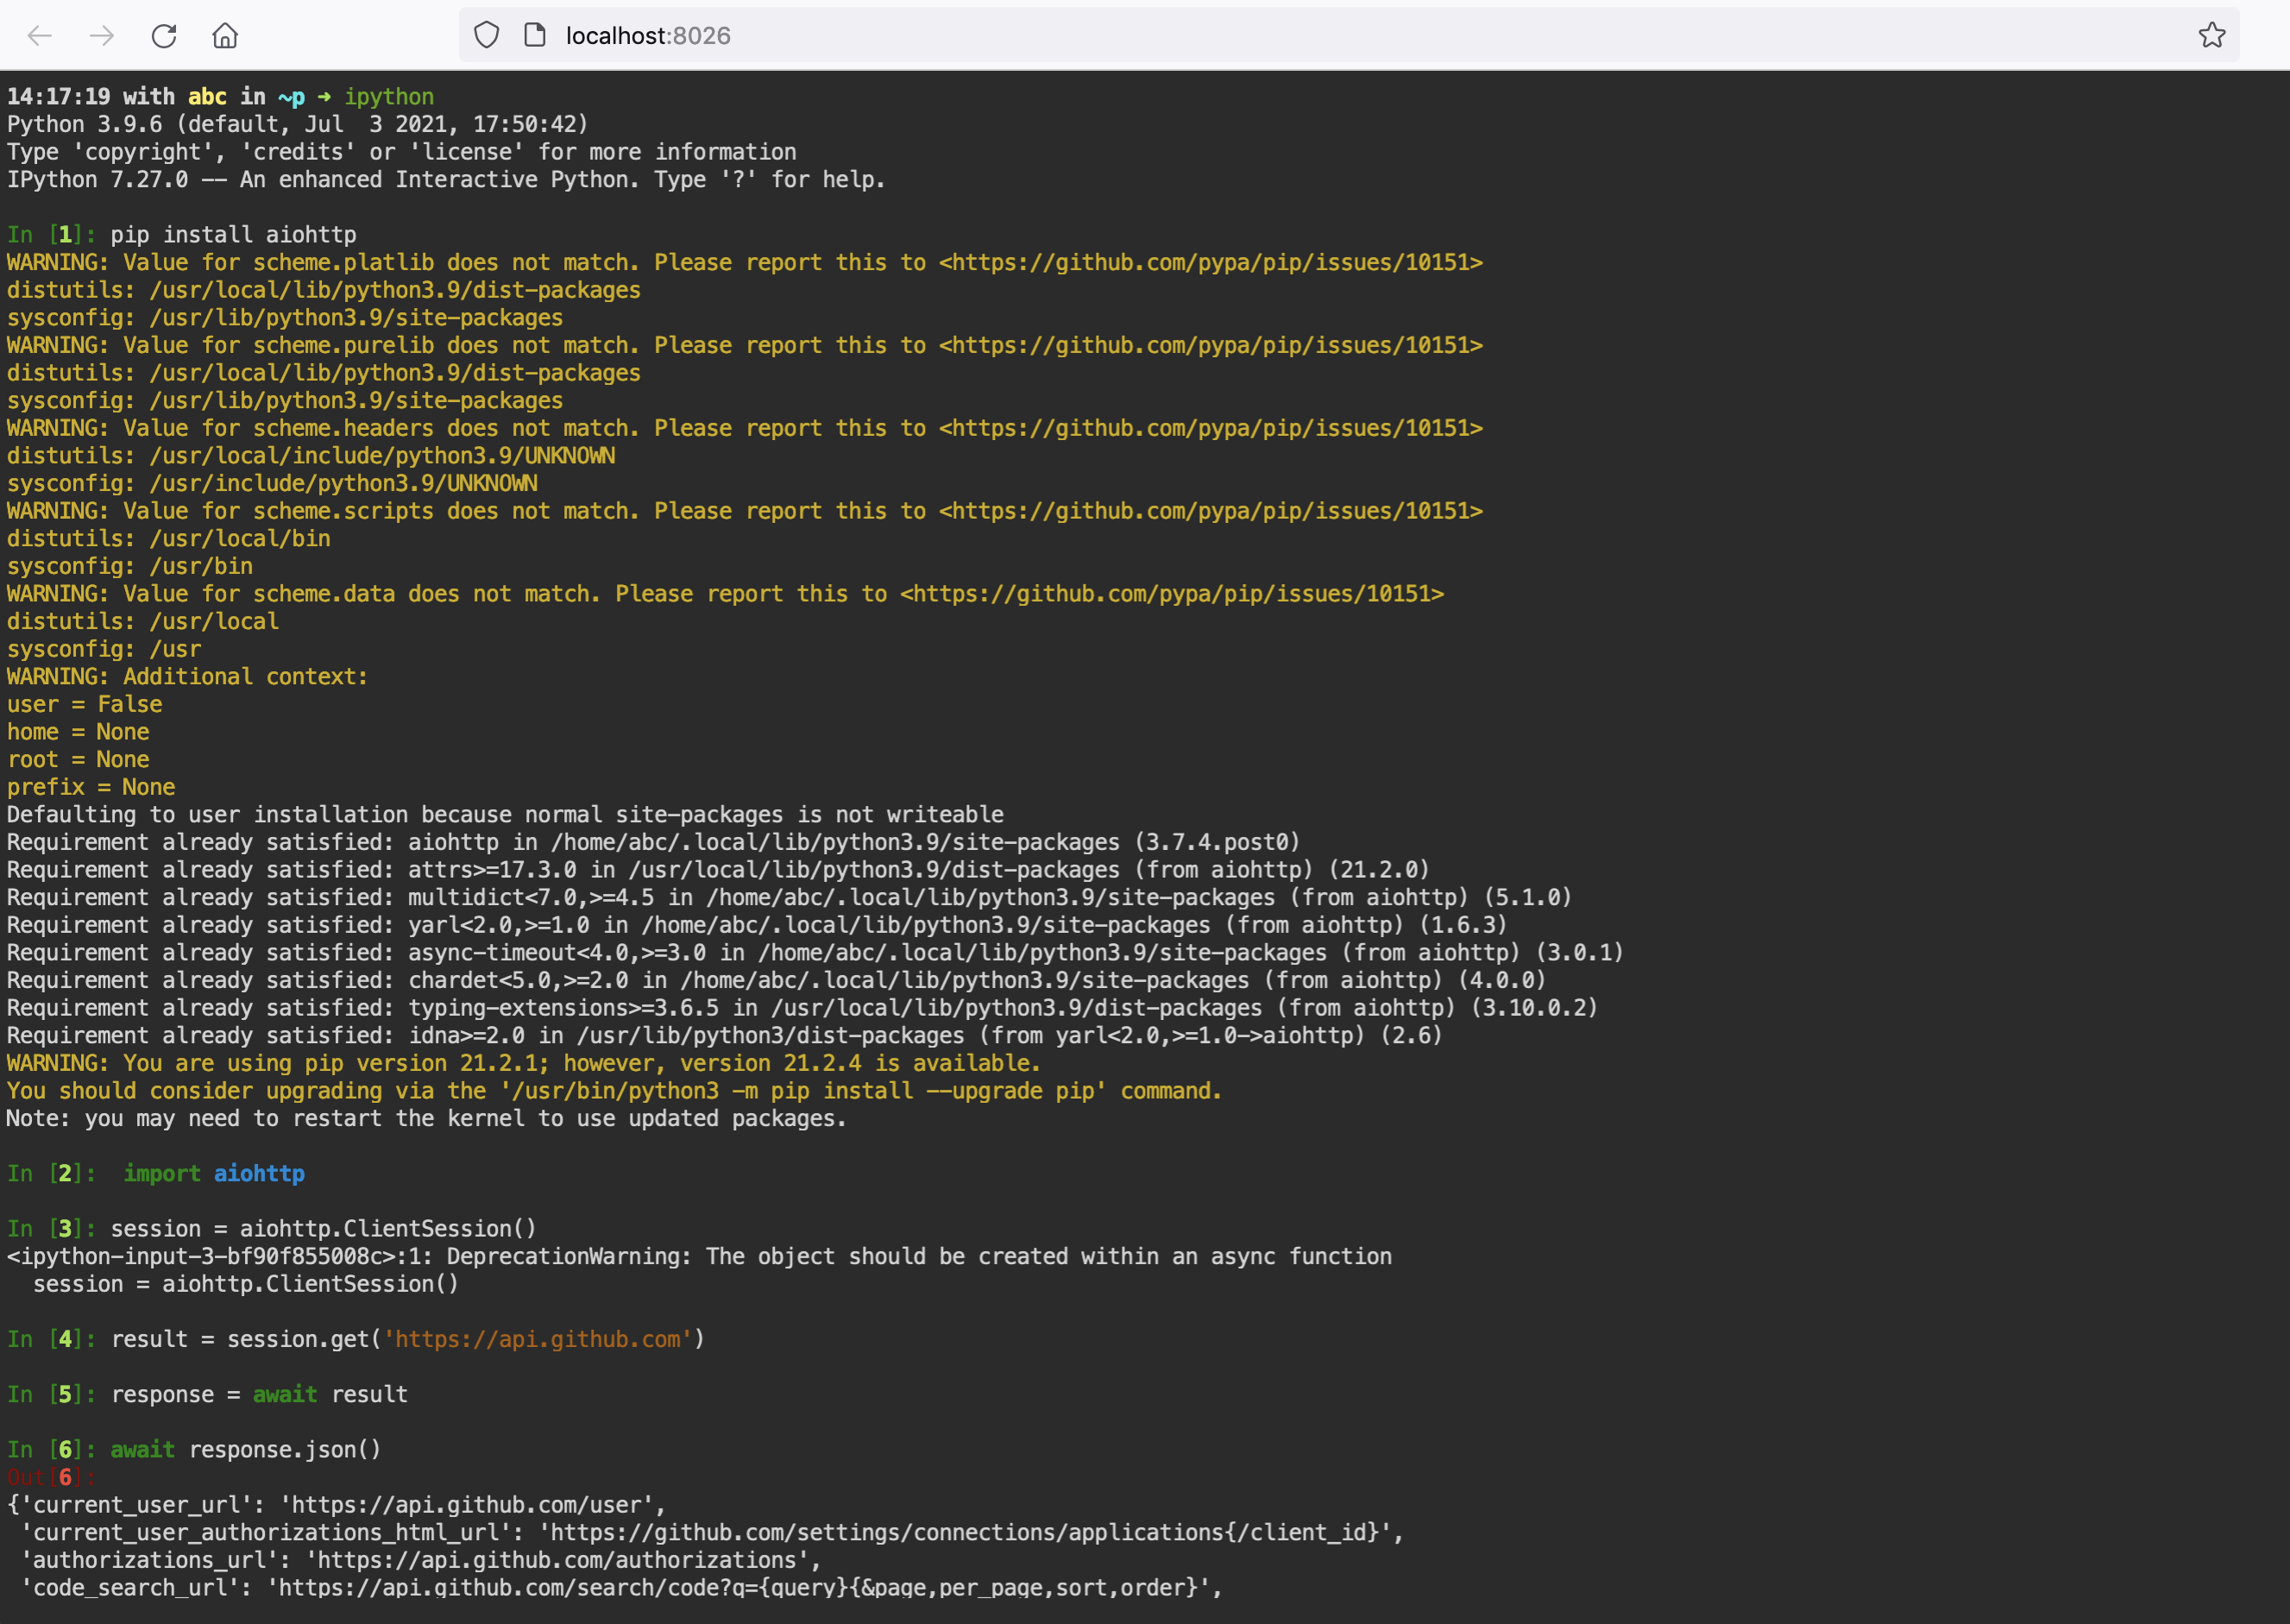 localhost:8026
14:17:19 with abc in ~p → ipython
Python 3.9.6 (default, Jul  3 2021, 17:50:42)
Type 'copyright', 'credits' or 'license' for more information
IPython 7.27.0 -- An enhanced Interactive Python. Type '?' for help.
In [1]: pip install aiohttp
WARNING: Value for scheme.platlib does not match. Please report this to <https://github.com/pypa/pip/issues/10151>
distutils: /usr/local/lib/python3.9/dist-packages
sysconfig: /usr/lib/python3.9/site-packages
WARNING: Value for scheme.purelib does not match. Please report this to <https://github.com/pypa/pip/issues/10151>
distutils: /usr/local/lib/python3.9/dist-packages
sysconfig: /usr/lib/python3.9/site-packages
WARNING: Value for scheme.headers does not match. Please report this to <https://github.com/pypa/pip/issues/10151>
distutils: /usr/local/include/python3.9/UNKNOWN
sysconfig: /usr/include/python3.9/UNKNOWN
WARNING: Value for scheme.scripts does not match. Please report this to <https://github.com/pypa/pip/issues/10151>
distutils: /usr/local/bin
sysconfig: /usr/bin
WARNING: Value for scheme.data does not match. Please report this to <https://github.com/pypa/pip/issues/10151>
distutils: /usr/local
sysconfig: /usr
WARNING: Additional context:
user = False
home = None
root = None
prefix = None
Defaulting to user installation because normal site-packages is not writeable
Requirement already satisfied: aiohttp in /home/abc/.local/lib/python3.9/site-packages (3.7.4.post0)
Requirement already satisfied: attrs>=17.3.0 in /usr/local/lib/python3.9/dist-packages (from aiohttp) (21.2.0)
Requirement already satisfied: multidict<7.0,>=4.5 in /home/abc/.local/lib/python3.9/site-packages (from aiohttp) (5.1.0)
Requirement already satisfied: yarl<2.0,>=1.0 in /home/abc/.local/lib/python3.9/site-packages (from aiohttp) (1.6.3)
Requirement already satisfied: async-timeout<4.0,>=3.0 in /home/abc/.local/lib/python3.9/site-packages (from aiohttp) (3.0.1)
Requirement already satisfied: chardet<5.0,>=2.0 in /home/abc/.local/lib/python3.9/site-packages (from aiohttp) (4.0.0)
Requirement already satisfied: typing-extensions>=3.6.5 in /usr/local/lib/python3.9/dist-packages (from aiohttp) (3.10.0.2)
Requirement already satisfied: idna>=2.0 in /usr/lib/python3/dist-packages (from yarl<2.0,>=1.0->aiohttp) (2.6)
WARNING: You are using pip version 21.2.1; however, version 21.2.4 is available.
You should consider upgrading via the '/usr/bin/python3 -m pip install --upgrade pip' command.
Note: you may need to restart the kernel to use updated packages.
In [2]:  import aiohttp
In [3]: session = aiohttp.ClientSession()
<ipython-input-3-bf90f855008c>:1: DeprecationWarning: The object should be created within an async function
  session = aiohttp.ClientSession()
In [4]: result = session.get('https://api.github.com')
In [5]: response = await result
In [6]: await response.json()
Out[6]:
{'current_user_url': 'https://api.github.com/user',
 'current_user_authorizations_html_url': 'https://github.com/settings/connections/applications{/client_id}',
 'authorizations_url': 'https://api.github.com/authorizations',
 'code_search_url': 'https://api.github.com/search/code?q={query}{&page,per_page,sort,order}',